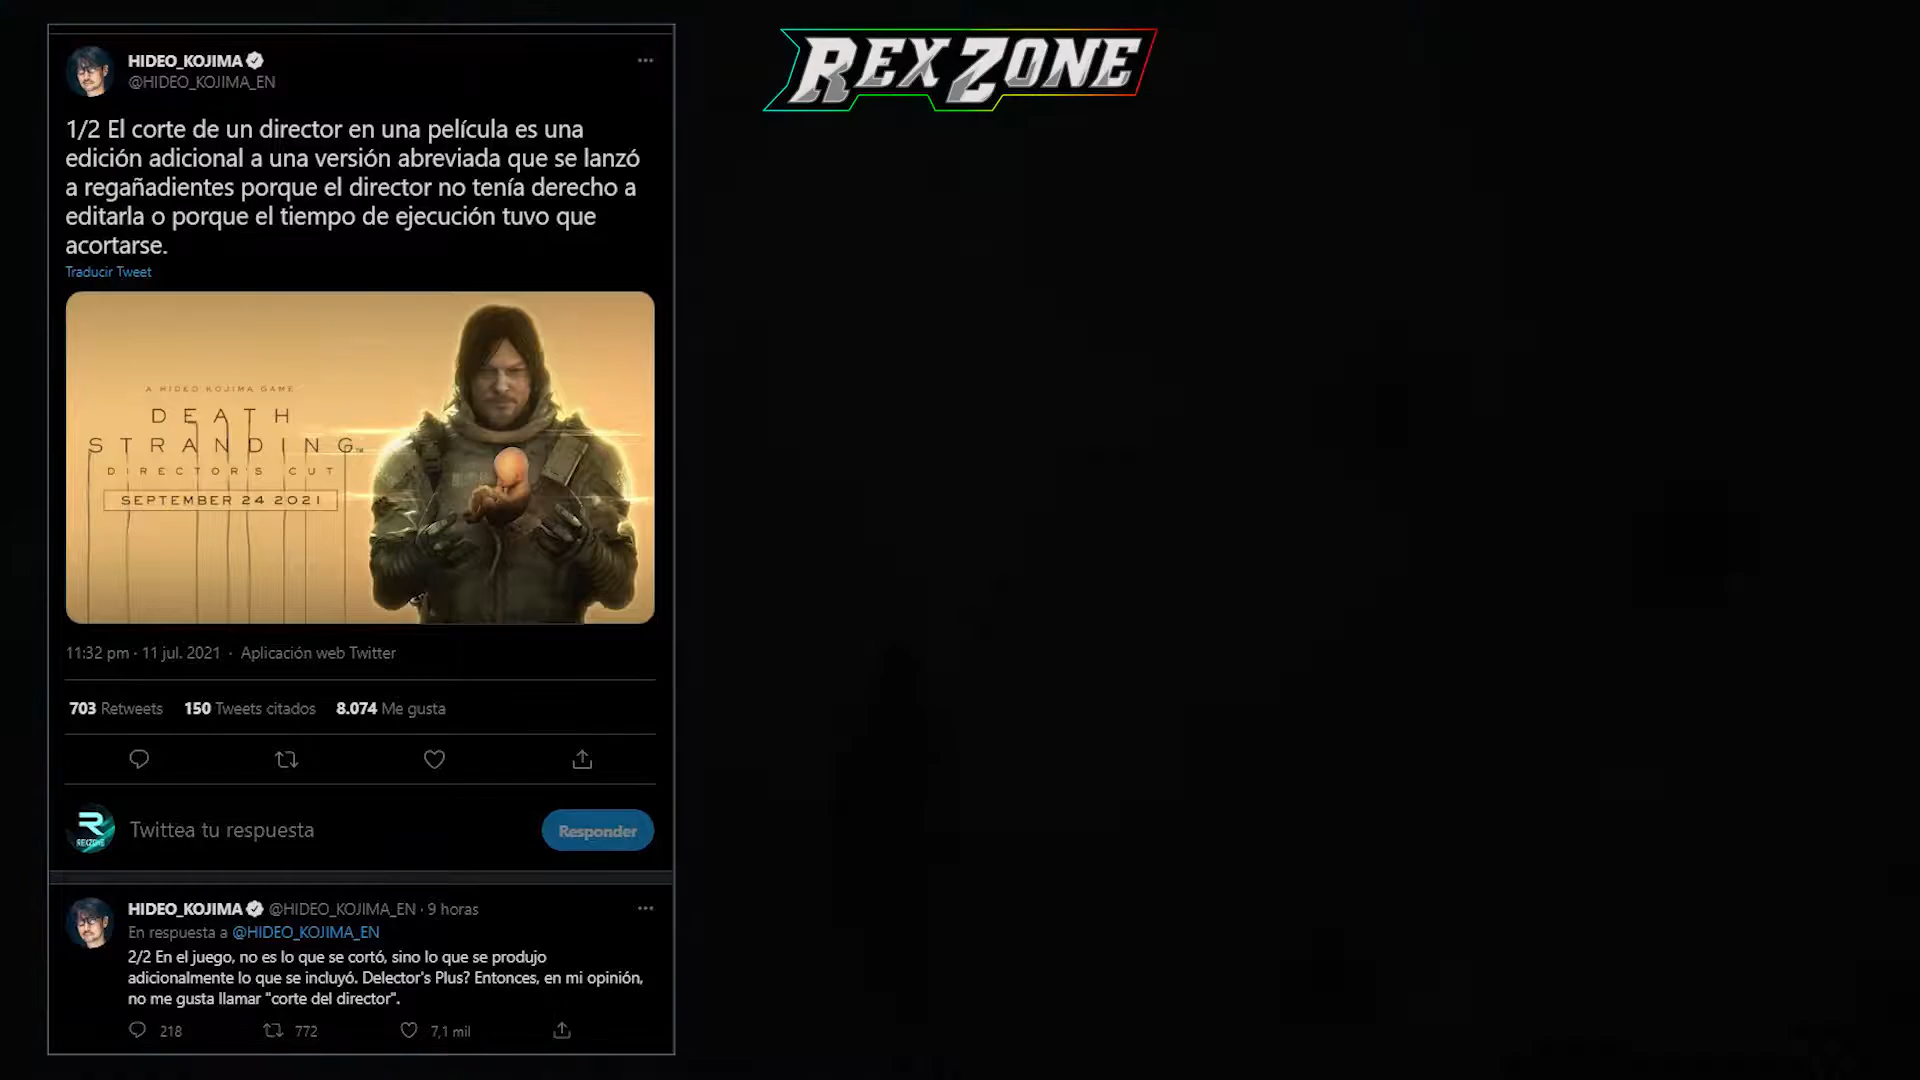 HIDEO_KOJIMA
@HIDEO_KOJIMA_EN
1/2 El corte de un director en una película es una
edición adicional a una versión abreviada que se lanzó
a regañadientes porque el director no tenía derecho a
editarla o porque el tiempo de ejecución tuvo que
acortarse.
Traducir Tweet
A HIDEO KOJIMA GAME
DEATH
STRANDING™
DIRECTOR'S CUT
SEPTEMBER 24 2021
11:32 pm · 11 jul. 2021 · Aplicación web Twitter
703 Retweets 150 Tweets citados 8.074 Me gusta
REXZONE
Twittea tu respuesta
Responder
HIDEO_KOJIMA @HIDEO_KOJIMA_EN · 9 horas
En respuesta a @HIDEO_KOJIMA_EN
2/2 En el juego, no es lo que se cortó, sino lo que se produjo
adicionalmente lo que se incluyó. Delector's Plus? Entonces, en mi opinión,
no me gusta llamar "corte del director".
218 772 7,1 mil
REX ZONE